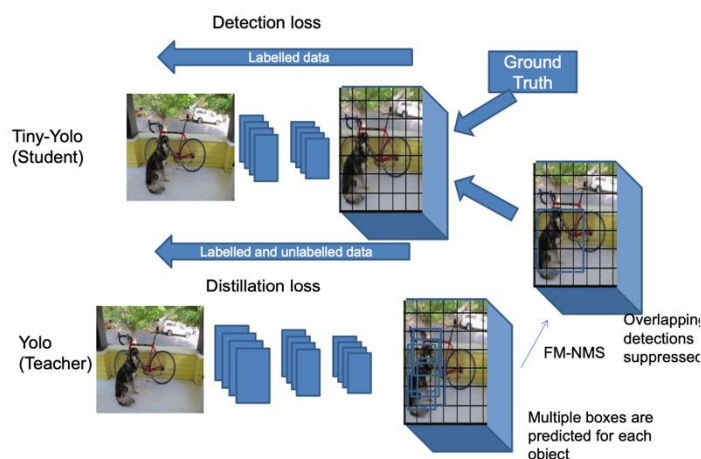 Detection loss
Labelled data
Ground
Truth
Tiny-Yolo
(Student)
Labelled and unlabelled data
Distillation loss
Yolo
(Teacher)
FM-NMS
Overlapping
detections
suppressed
Multiple boxes are
predicted for each
object